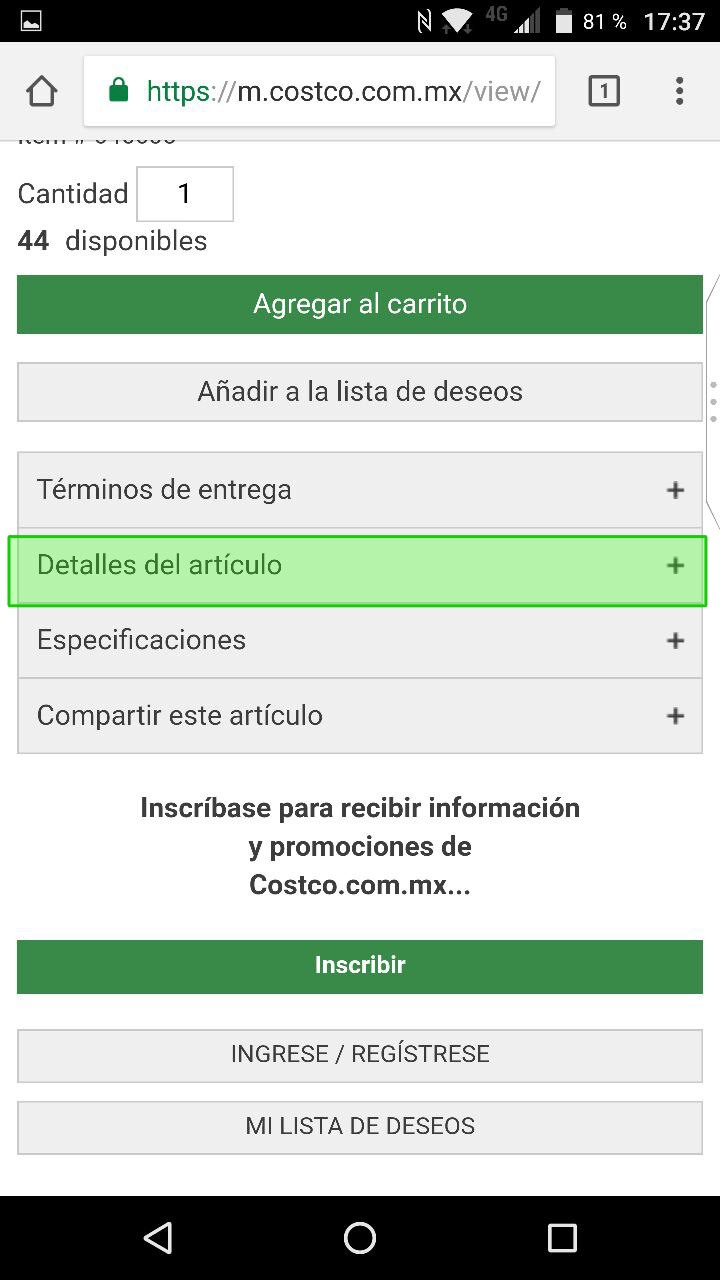 4G 81 % 17:37
1
https://m.costco.com.mx/view/
Cantidad 1
44 disponibles
Agregar al carrito
Añadir a la lista de deseos
Términos de entrega +
Detalles del artículo +
Especificaciones +
Compartir este artículo +
Inscríbase para recibir información
y promociones de
Costco.com.mx...
Inscribir
INGRESE / REGÍSTRESE
MI LISTA DE DESEOS